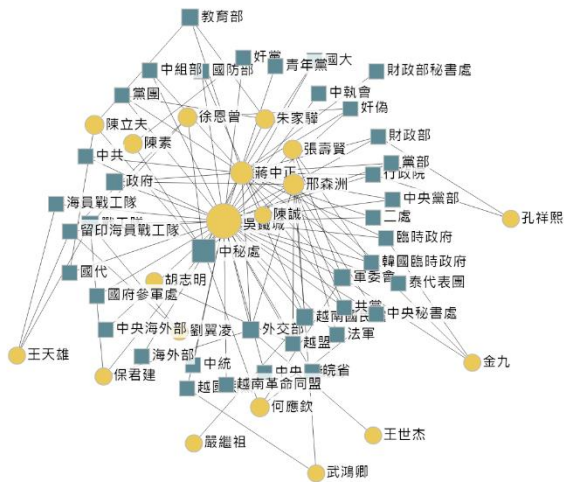 教育部
奸黨
國大
青年黨
中組部
國防部
財政部秘書處
黨團
中執會
奸偽
徐恩曾
朱家驊
陳立夫
陳素
張壽賢
財政部
中共
蔣中正
黨部
行政院
政府
邢森洲
中央黨部
海員戰工隊
陳誠
二處
孔祥熙
吳鐵城
留印海員戰工隊
臨時政府
中秘處
韓國臨時政府
國代
胡志明
軍委會
泰代表團
國府參軍處
共黨
中央秘書處
越南國民黨
中央海外部
劉翼凌
外交部
法軍
越盟
王天雄
海外部
中統
金九
保君建
皖省
越南革命同盟
何應欽
王世杰
嚴繼祖
武鴻卿